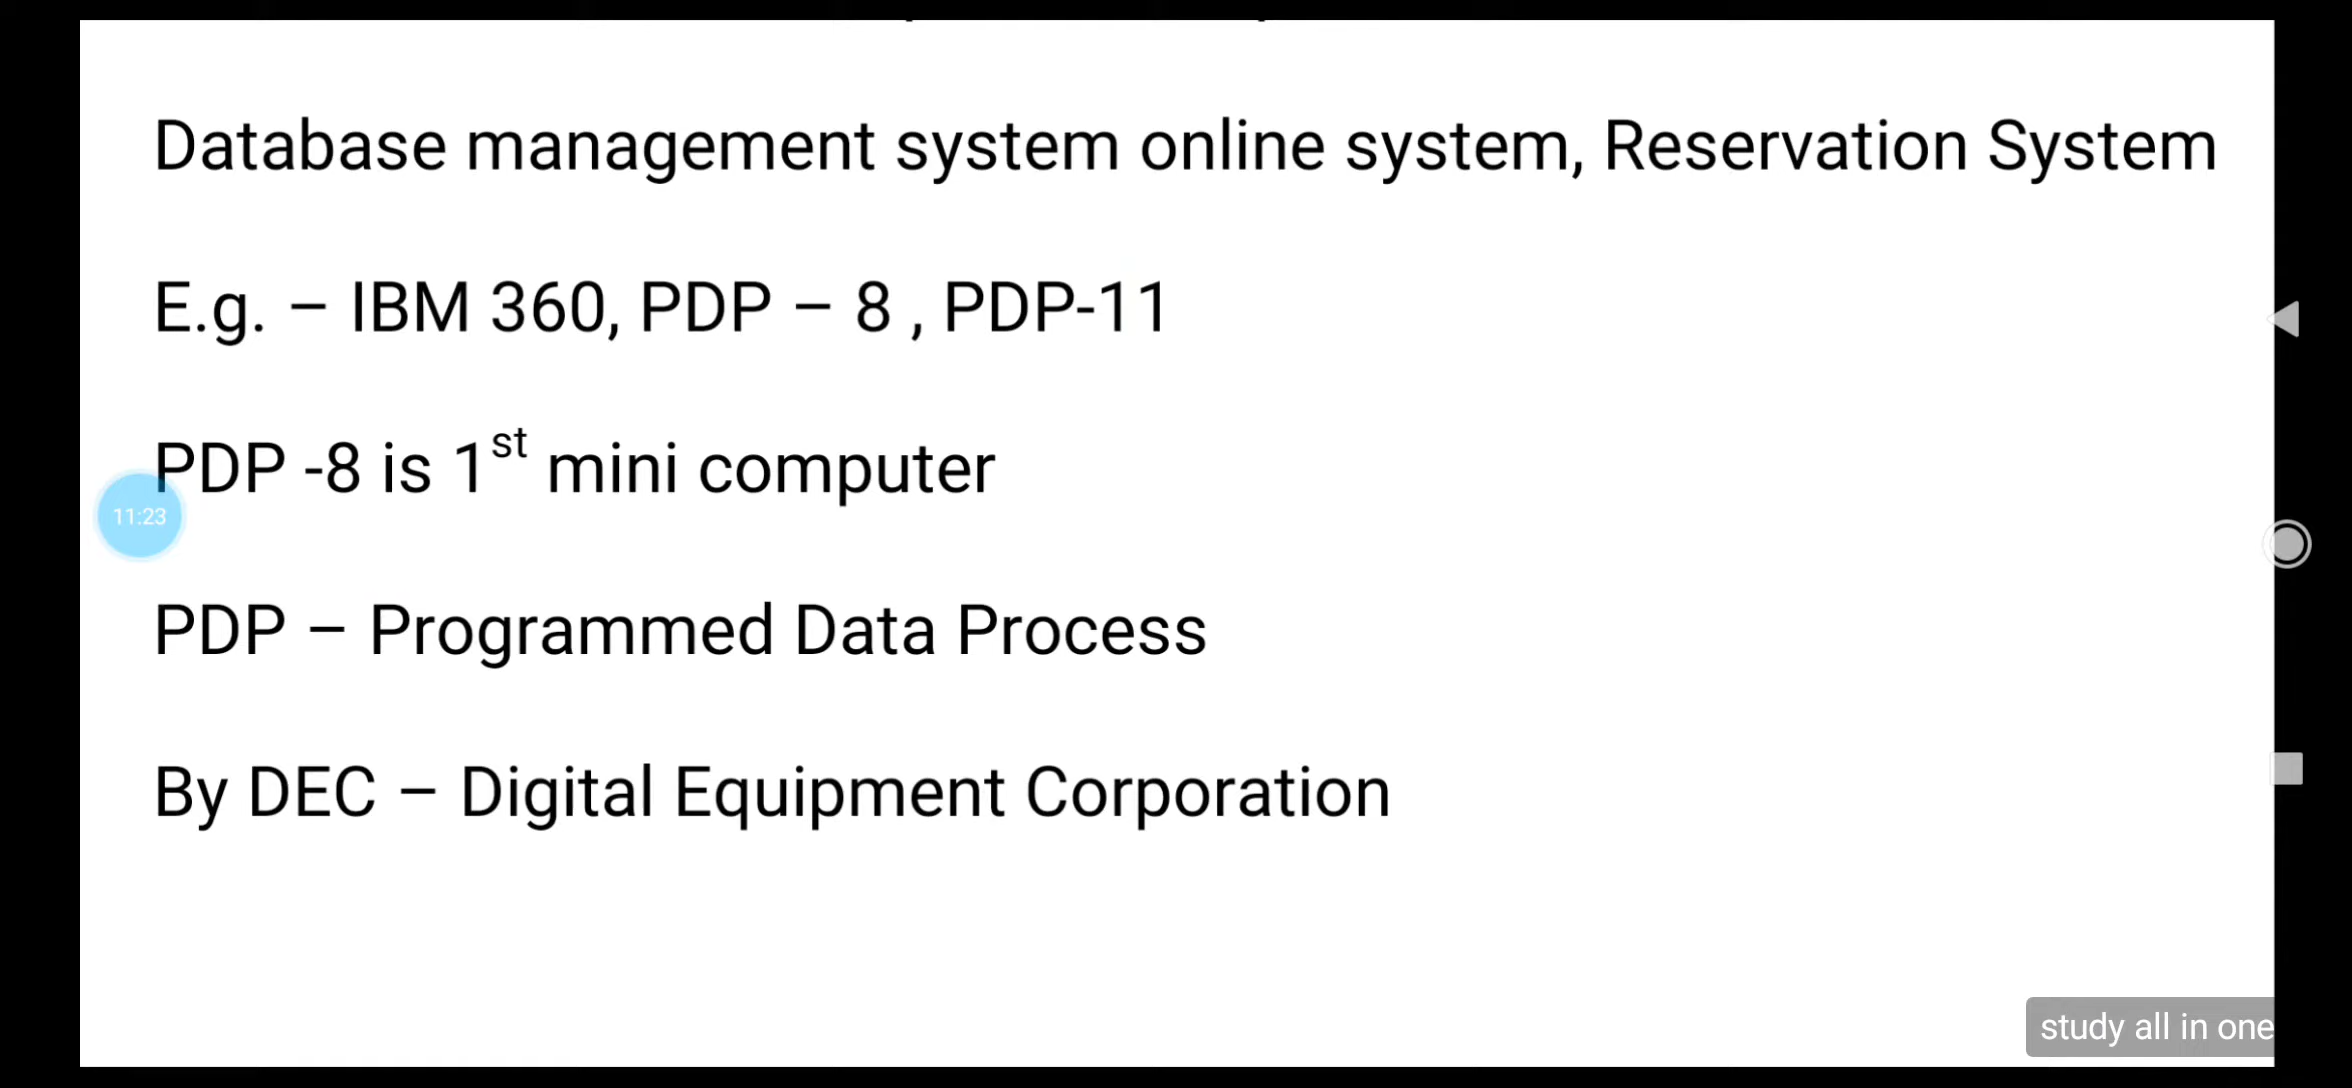 Database management system online system, Reservation System
E.g. – IBM 360, PDP – 8 , PDP-11
PDP -8 is 1st mini computer
11:23
PDP – Programmed Data Process
By DEC – Digital Equipment Corporation
study all in one